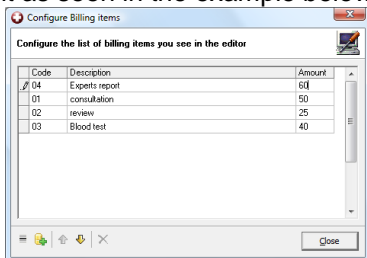 as seen in the example below
Configure Billing items
Configure the list of billing items you see in the editor
Code Description Amount
04 Experts report 60
01 consultation 50
02 review 25
03 Blood test 40
Close